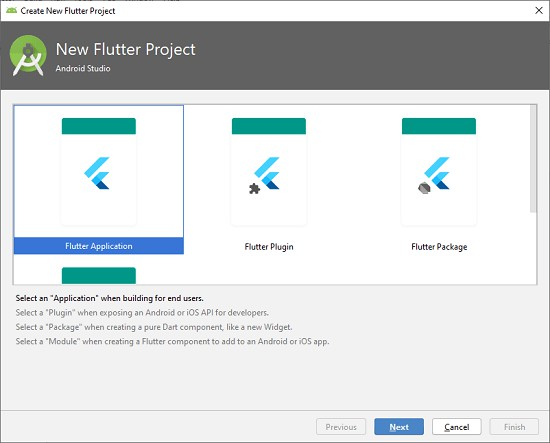 Create New Flutter Project
New Flutter Project
Android Studio
Flutter Application
Flutter Plugin
Flutter Package
Select an "Application" when building for end users.
Select a "Plugin" when exposing an Android or iOS API for developers.
Select a "Package" when creating a pure Dart component, like a new Widget.
Select a "Module" when creating a Flutter component to add to an Android or iOS app.
Previous
Next
Cancel
Finish